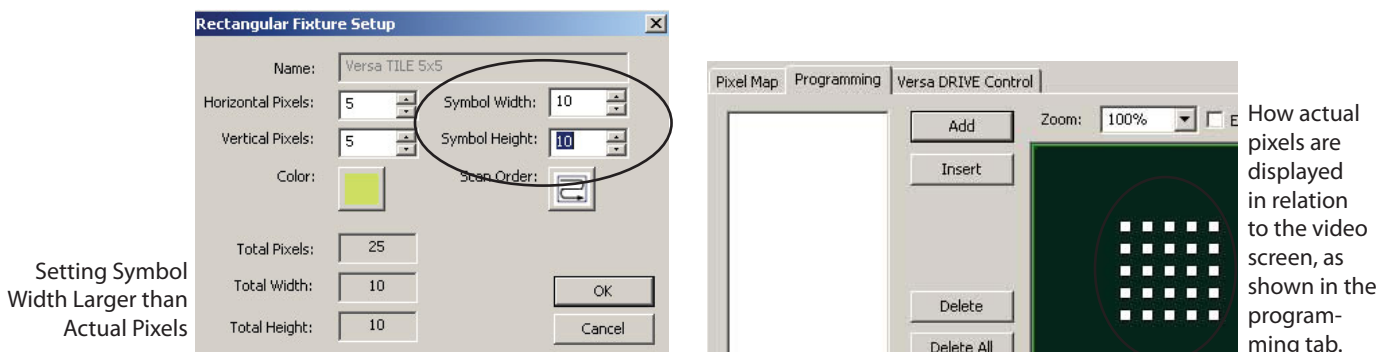 Rectangular Fixture Setup
Name: Versa TILE 5x5
Horizontal Pixels: 5 Symbol Width: 10
Vertical Pixels: 5 Symbol Height: 10
Color: Scan Order:
Total Pixels: 25
Total Width: 10 OK
Total Height: 10 Cancel
Setting Symbol
Width Larger than
Actual Pixels
Pixel Map Programming Versa DRIVE Control
Add Zoom: 100%
Insert
Delete
Delete All
How actual
pixels are
displayed
in relation
to the video
screen, as
shown in the
program-
ming tab.